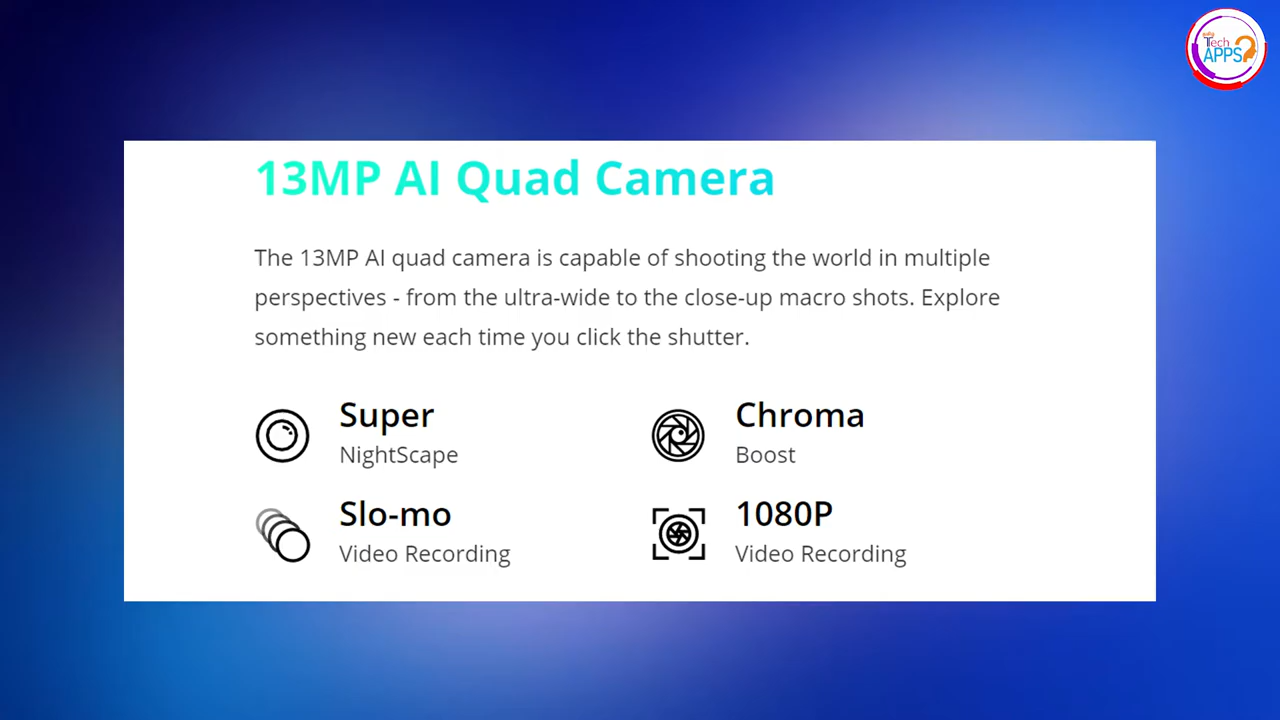 தமிழ்
Tech
APPS
13MP AI Quad Camera
The 13MP AI quad camera is capable of shooting the world in multiple
perspectives - from the ultra-wide to the close-up macro shots. Explore
something new each time you click the shutter.
Super
NightScape
Chroma
Boost
Slo-mo
Video Recording
1080P
Video Recording